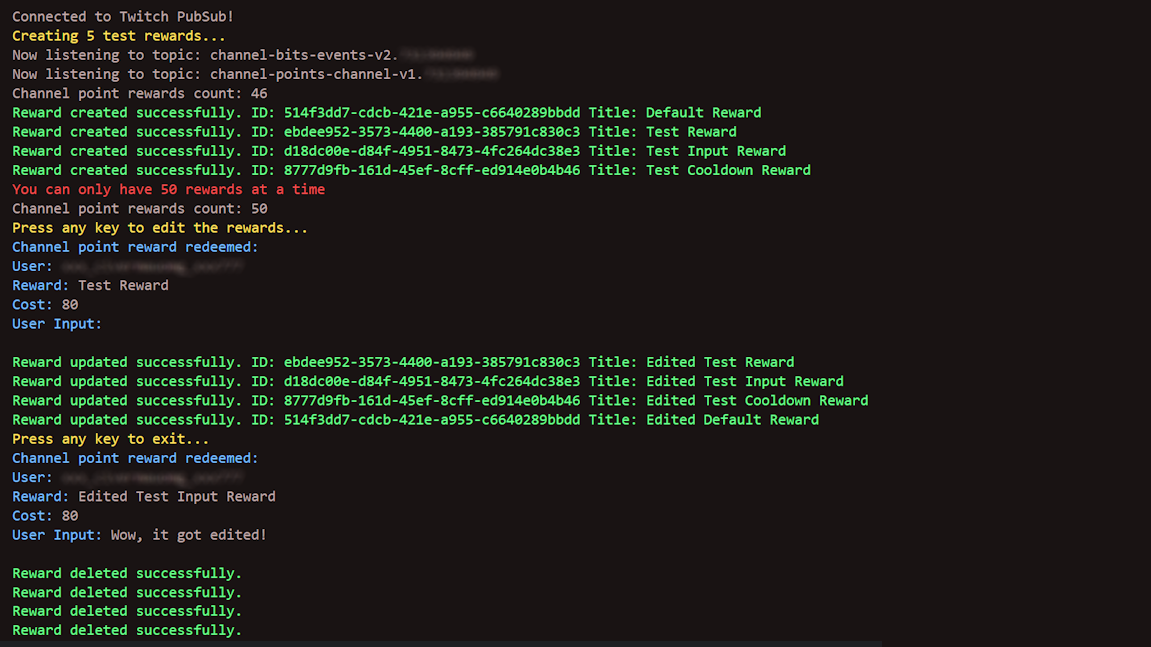 Connected to Twitch PubSub!
Creating 5 test rewards...
Now listening to topic: channel-bits-events-v2.
Now listening to topic: channel-points-channel-v1.
Channel point rewards count: 46
Reward created successfully. ID: 514f3dd7-cdcb-421e-a955-c6640289bbdd Title: Default Reward
Reward created successfully. ID: ebdee952-3573-4400-a193-385791c830c3 Title: Test Reward
Reward created successfully. ID: d18dc00e-d84f-4951-8473-4fc264dc38e3 Title: Test Input Reward
Reward created successfully. ID: 8777d9fb-161d-45ef-8cff-ed914e0b4b46 Title: Test Cooldown Reward
You can only have 50 rewards at a time
Channel point rewards count: 50
Press any key to edit the rewards...
Channel point reward redeemed:
User:
Reward: Test Reward
Cost: 80
User Input:
Reward updated successfully. ID: ebdee952-3573-4400-a193-385791c830c3 Title: Edited Test Reward
Reward updated successfully. ID: d18dc00e-d84f-4951-8473-4fc264dc38e3 Title: Edited Test Input Reward
Reward updated successfully. ID: 8777d9fb-161d-45ef-8cff-ed914e0b4b46 Title: Edited Test Cooldown Reward
Reward updated successfully. ID: 514f3dd7-cdcb-421e-a955-c6640289bbdd Title: Edited Default Reward
Press any key to exit...
Channel point reward redeemed:
User:
Reward: Edited Test Input Reward
Cost: 80
User Input: Wow, it got edited!
Reward deleted successfully.
Reward deleted successfully.
Reward deleted successfully.
Reward deleted successfully.